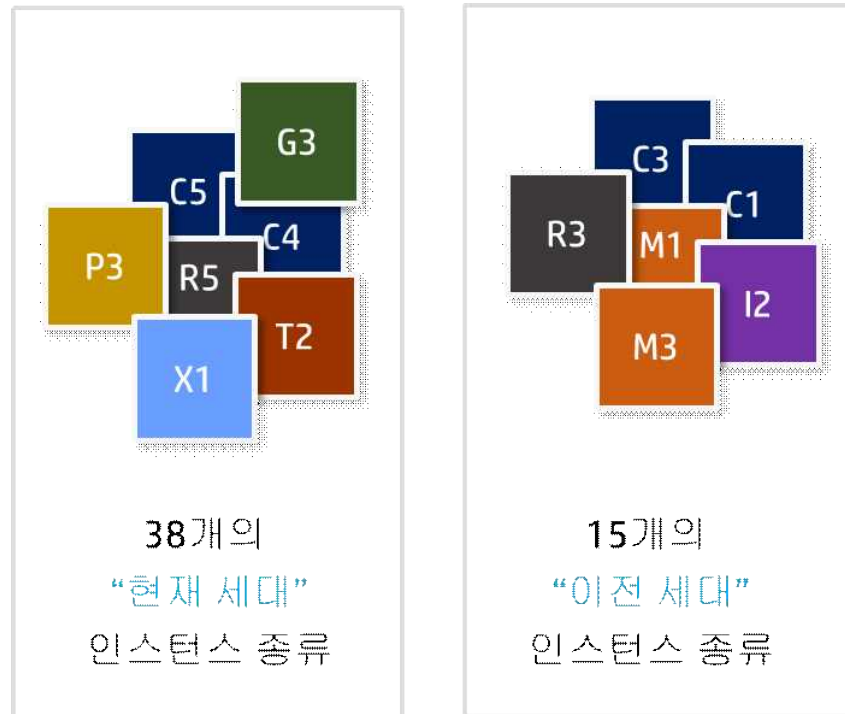 G3
C5
C4
P3
R5
T2
X1
38개의
“현재 세대”
인스턴스 종류
C3
C1
R3
M1
I2
M3
15개의
“이전 세대”
인스턴스 종류